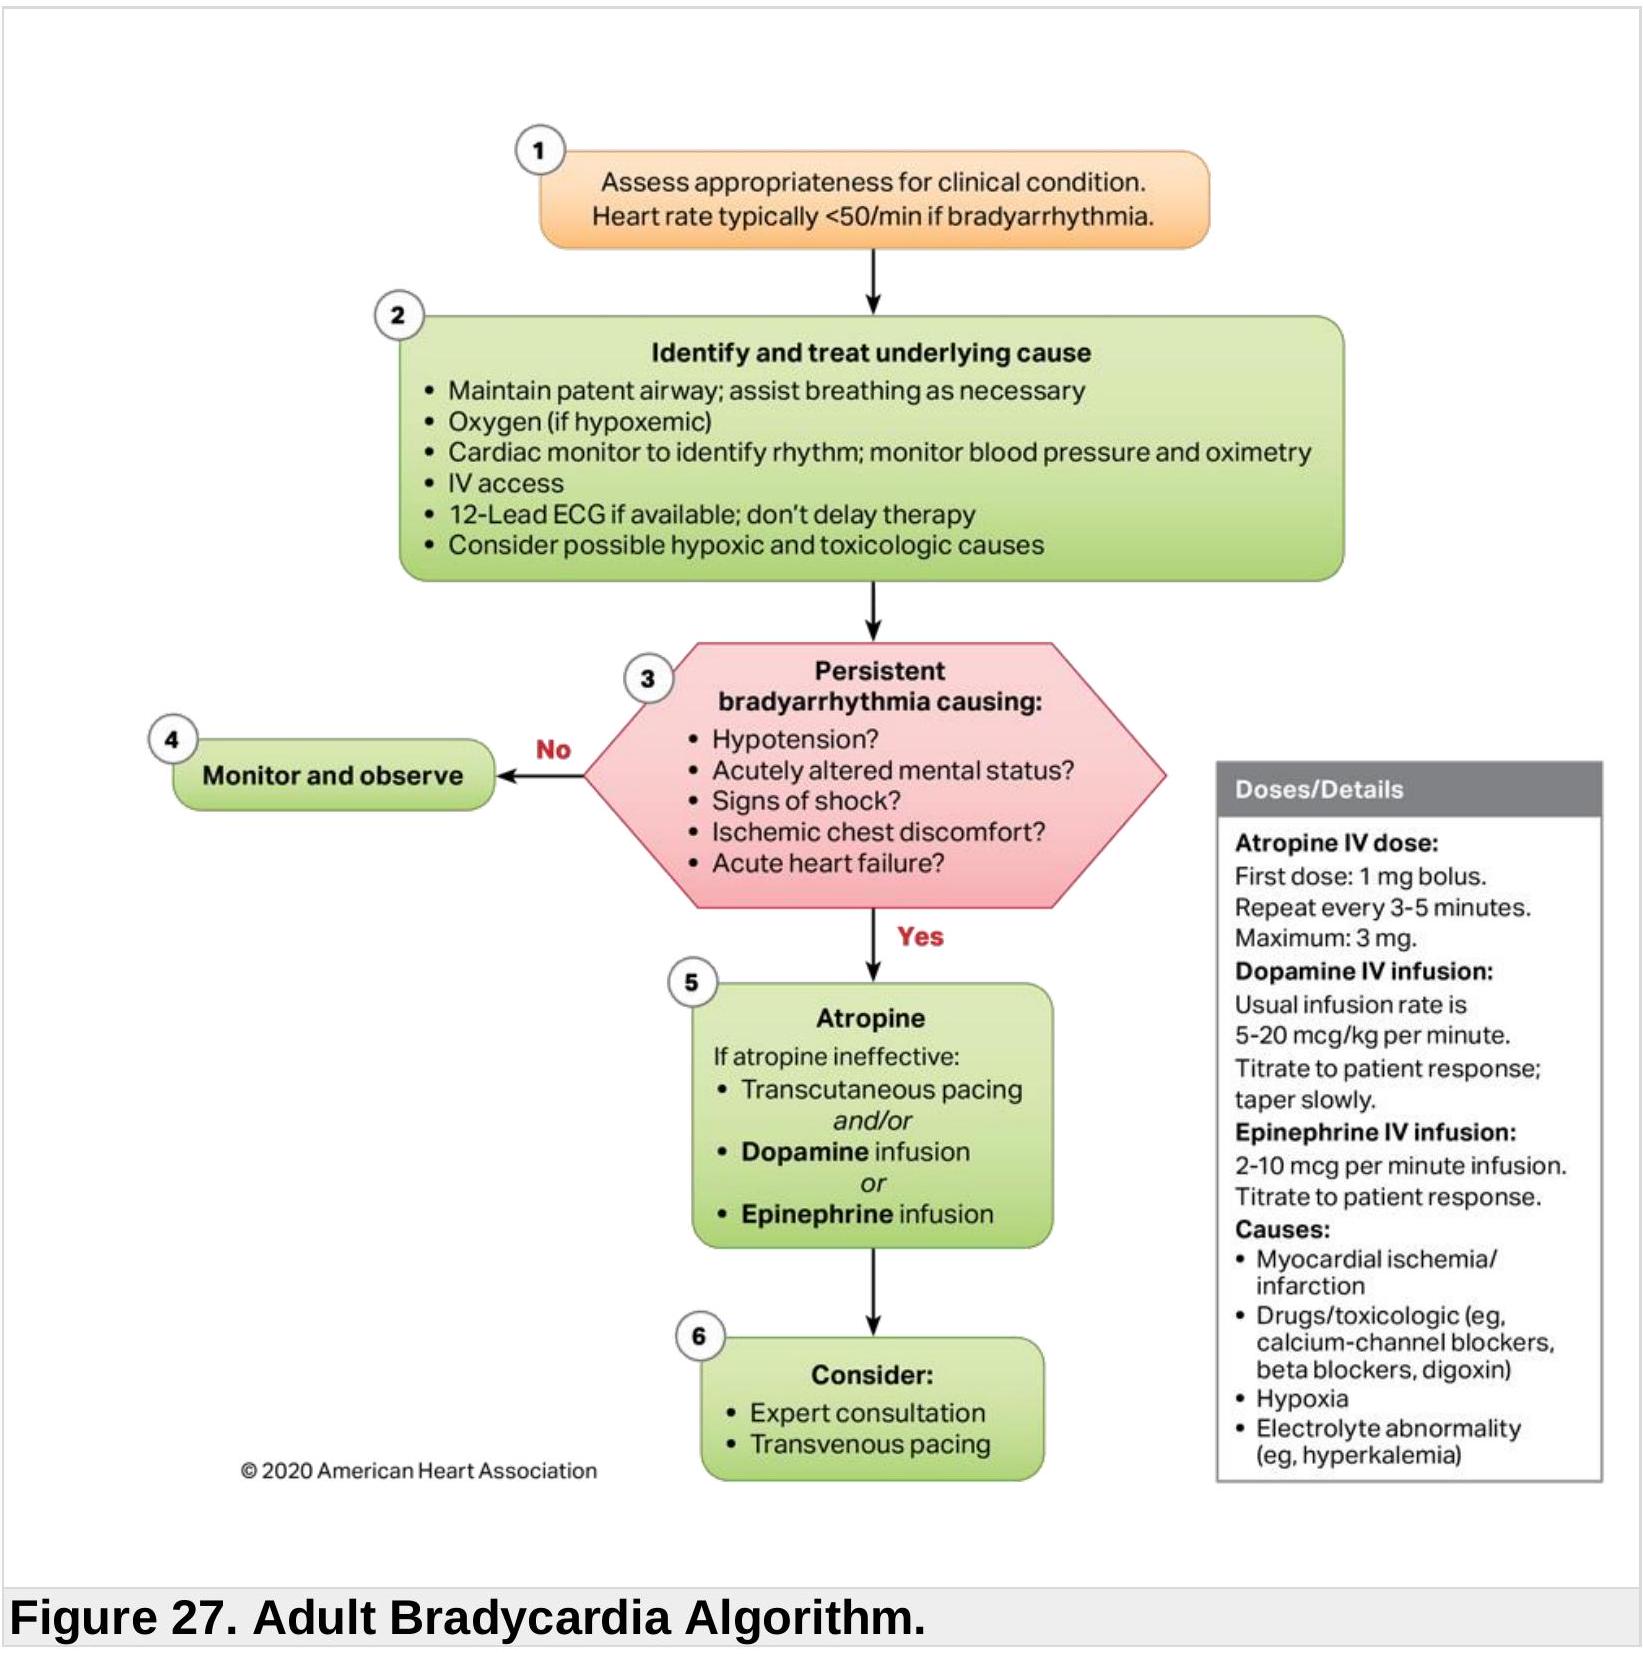 1
Assess appropriateness for clinical condition.
Heart rate typically <50/min if bradyarrhythmia.
2
Identify and treat underlying cause
• Maintain patent airway; assist breathing as necessary
• Oxygen (if hypoxemic)
• Cardiac monitor to identify rhythm; monitor blood pressure and oximetry
• IV access
• 12-Lead ECG if available; don’t delay therapy
• Consider possible hypoxic and toxicologic causes
3
Persistent
bradyarrhythmia causing:
• Hypotension?
• Acutely altered mental status?
• Signs of shock?
• Ischemic chest discomfort?
• Acute heart failure?
No
4
Monitor and observe
Yes
5
Atropine
If atropine ineffective:
• Transcutaneous pacing
and/or
• Dopamine infusion
or
• Epinephrine infusion
6
Consider:
• Expert consultation
• Transvenous pacing
Doses/Details
Atropine IV dose:
First dose: 1 mg bolus.
Repeat every 3-5 minutes.
Maximum: 3 mg.
Dopamine IV infusion:
Usual infusion rate is
5-20 mcg/kg per minute.
Titrate to patient response;
taper slowly.
Epinephrine IV infusion:
2-10 mcg per minute infusion.
Titrate to patient response.
Causes:
• Myocardial ischemia/
infarction
• Drugs/toxicologic (eg,
calcium-channel blockers,
beta blockers, digoxin)
• Hypoxia
• Electrolyte abnormality
(eg, hyperkalemia)
© 2020 American Heart Association
Figure 27. Adult Bradycardia Algorithm.